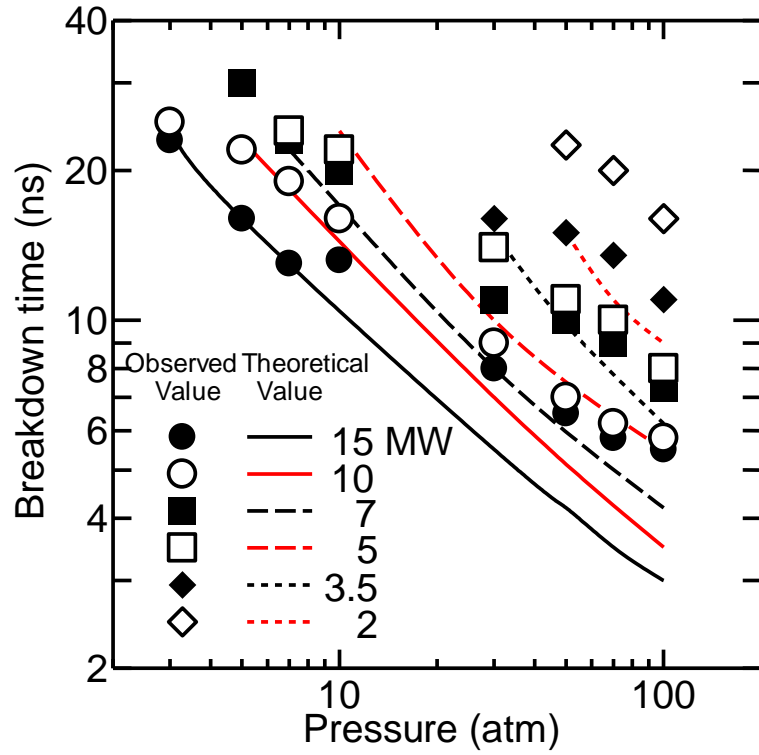 40
20
10
8
6
4
2
Breakdown time (ns)
Observed Theoretical
Value Value
15 MW
10
7
5
3.5
2
10 100
Pressure (atm)